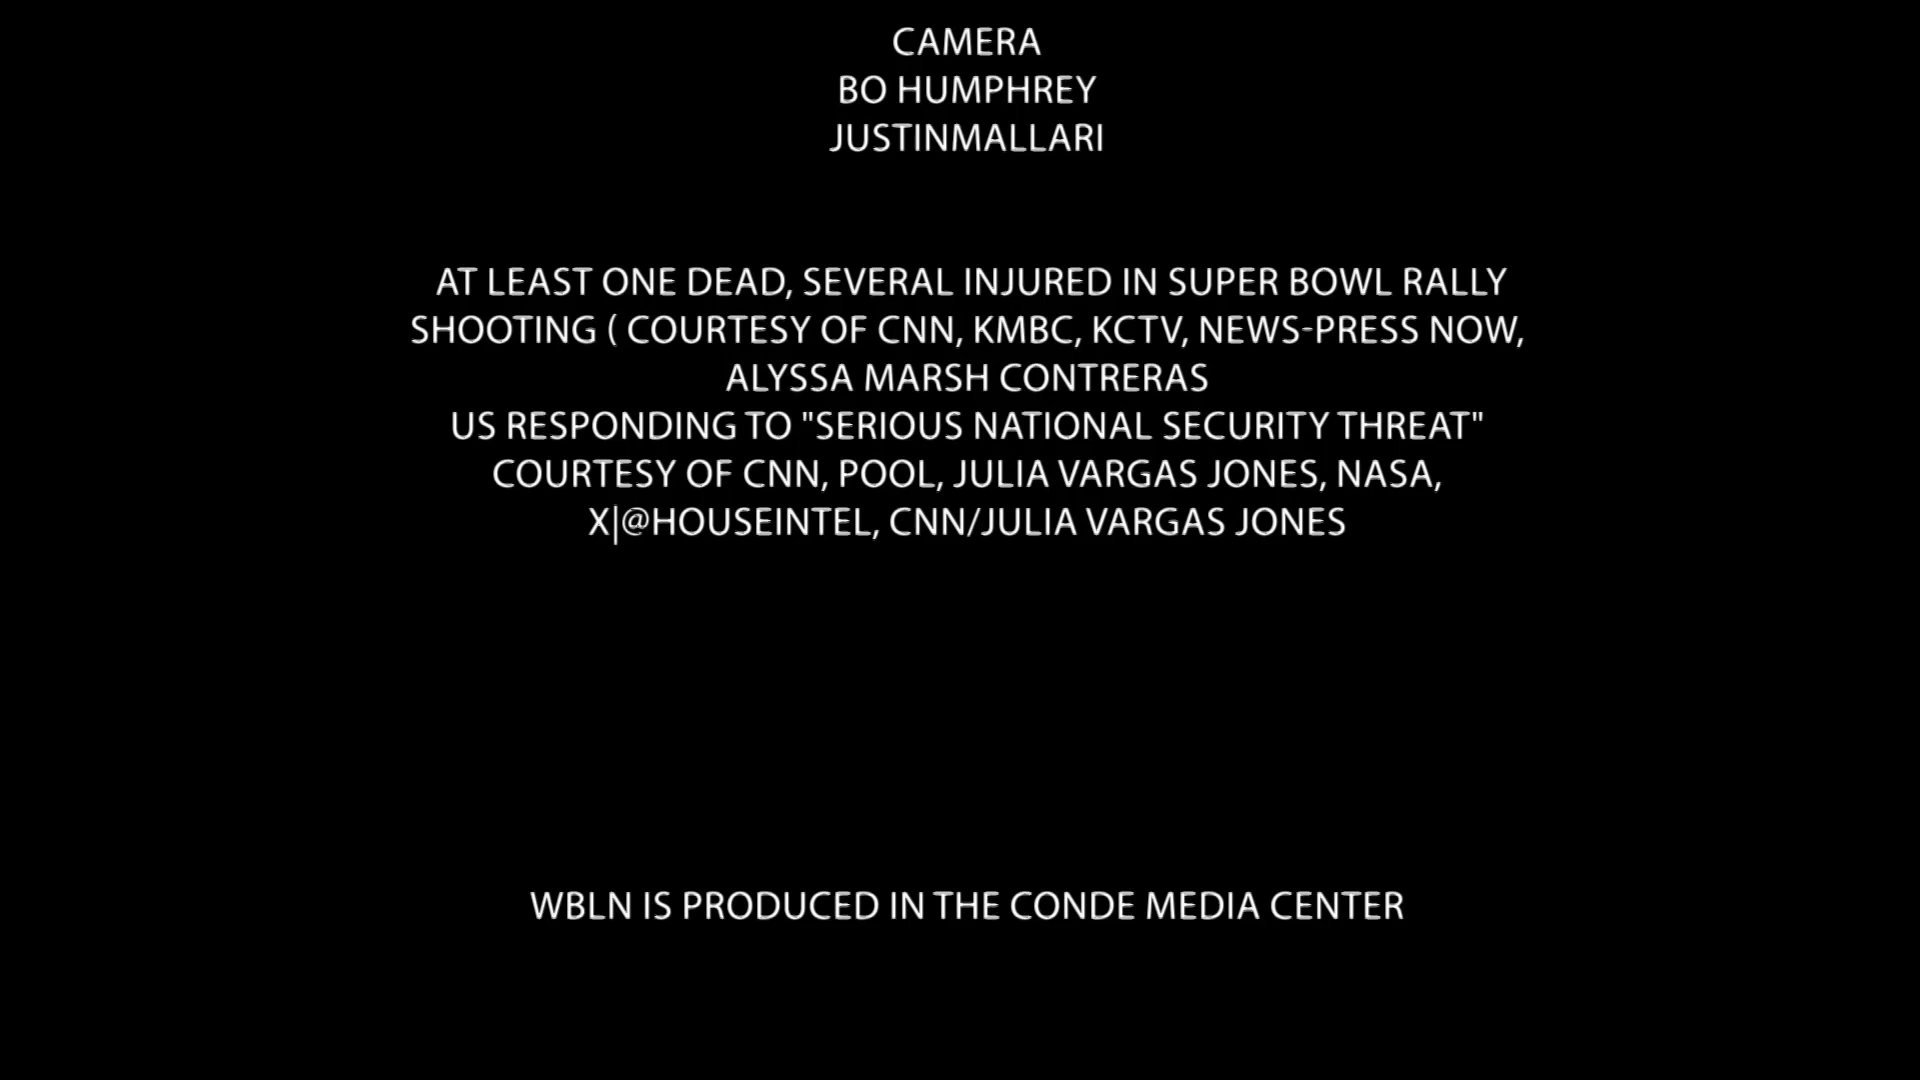 CAMERA
BO HUMPHREY
JUSTINMALLARI
AT LEAST ONE DEAD, SEVERAL INJURED IN SUPER BOWL RALLY
SHOOTING ( COURTESY OF CNN, KMBC, KCTV, NEWS-PRESS NOW,
ALYSSA MARSH CONTRERAS
US RESPONDING TO "SERIOUS NATIONAL SECURITY THREAT"
COURTESY OF CNN, POOL, JULIA VARGAS JONES, NASA,
X|@HOUSEINTEL, CNN/JULIA VARGAS JONES
WBLN IS PRODUCED IN THE CONDE MEDIA CENTER